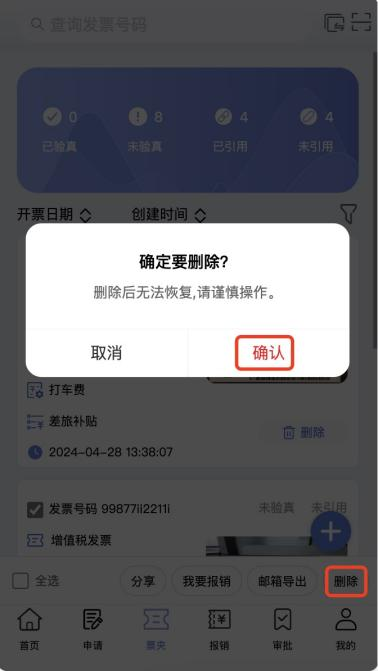 查询发票号码
0 8 4 4
已验真 未验真 已引用 未引用
开票日期 创建时间
确定要删除?
删除后无法恢复,请谨慎操作。
取消 确认
打车费
差旅补贴
删除
2024-04-28 13:38:07
发票号码 99877ii2211i 未验真 未引用
增值税发票
全选 分享 我要报销 邮箱导出 删除
首页 申请 票夹 报销 审批 我的